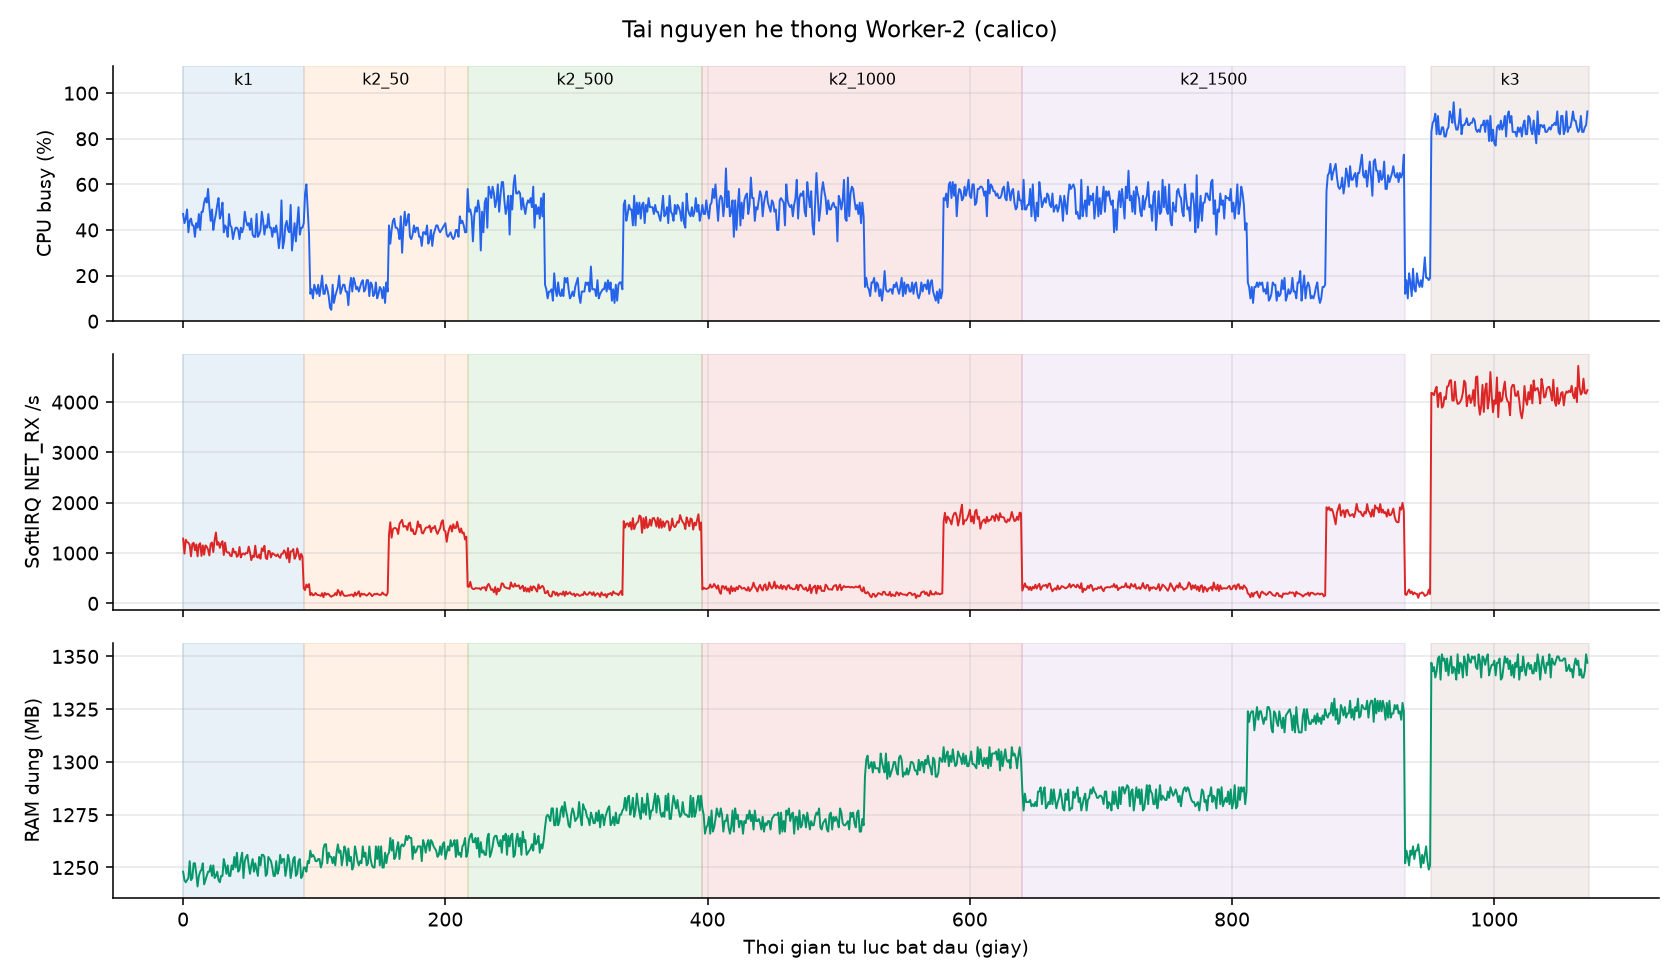 Tai nguyen he thong Worker-2 (calico)
k1 k2_50 k2_500 k2_1000 k2_1500 k3
CPU busy (%)
100
80
60
40
20
0
SoftIRQ NET_RX /s
4000
3000
2000
1000
0
RAM dung (MB)
1350
1325
1300
1275
1250
0 200 400 600 800 1000
Thoi gian tu luc bat dau (giay)